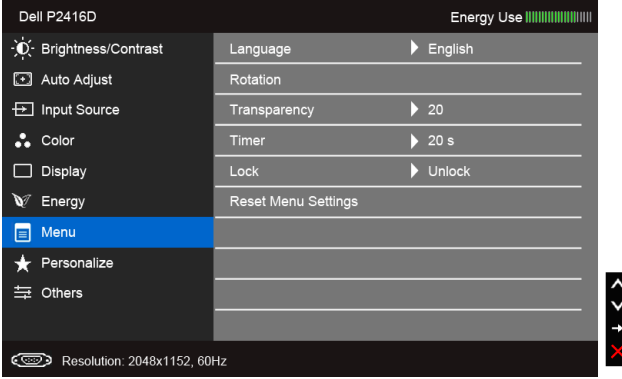 Dell P2416D Energy Use
Brightness/Contrast Language English
Auto Adjust Rotation
Input Source Transparency 20
Color Timer 20 s
Display Lock Unlock
Energy Reset Menu Settings
Menu
Personalize
Others
Resolution: 2048x1152, 60Hz